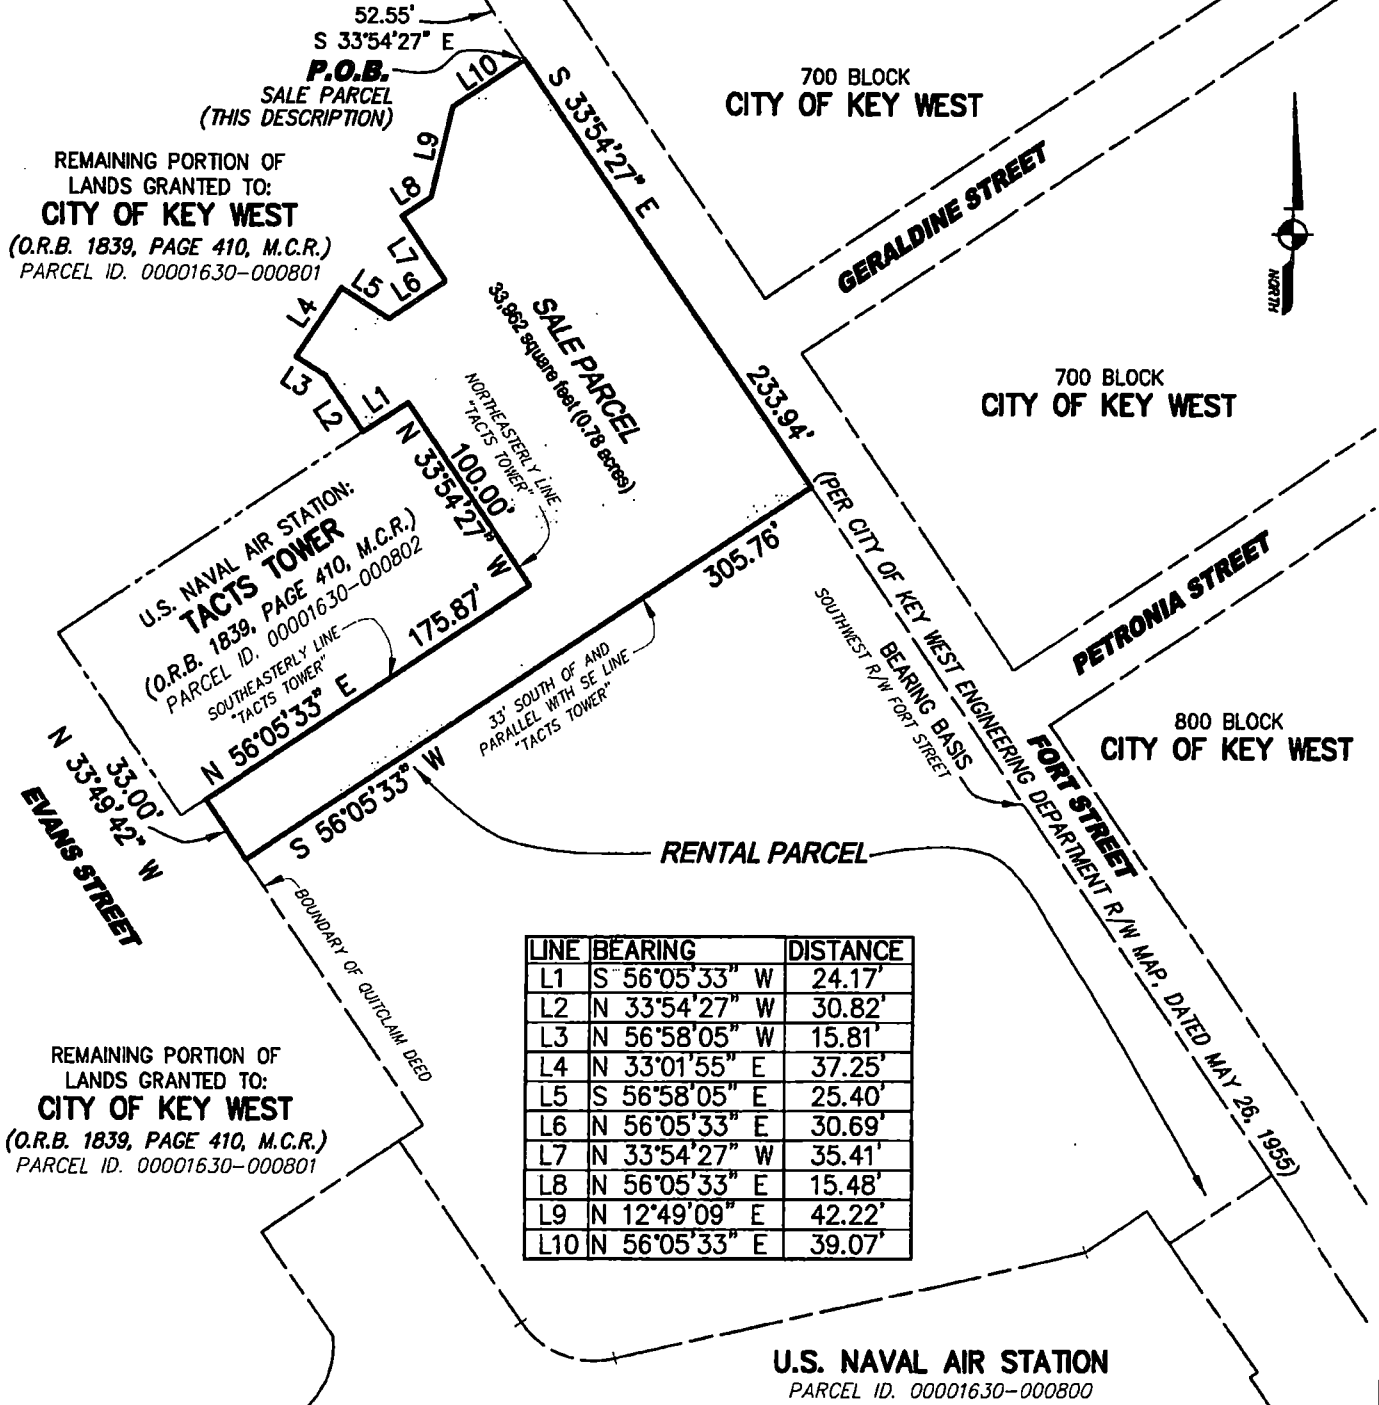 52.55'
S 33°54'27" E
P.O.B.
SALE PARCEL
(THIS DESCRIPTION)
L10
L9
L8
L7
L6
L5
L4
L3
L2
L1
S 33°54'27" E
233.94'
700 BLOCK
CITY OF KEY WEST
GERALDINE STREET
NORTH
REMAINING PORTION OF
LANDS GRANTED TO:
CITY OF KEY WEST
(O.R.B. 1839, PAGE 410, M.C.R.)
PARCEL ID. 00001630-000801
SALE PARCEL
33,962 square feet (0.78 acres)
NORTHEASTERLY LINE
"TACTS TOWER"
100.00'
N 33°54'27" W
700 BLOCK
CITY OF KEY WEST
U.S. NAVAL AIR STATION:
TACTS TOWER
(O.R.B. 1839, PAGE 410, M.C.R.)
PARCEL ID. 00001630-000802
SOUTHEASTERLY LINE
"TACTS TOWER"
175.87'
N 56°05'33" E
305.76'
S 56°05'33" W
33' SOUTH OF AND
PARALLEL WITH SE LINE
"TACTS TOWER"
(PER CITY OF KEY WEST ENGINEERING DEPARTMENT R/W MAP, DATED MAY 26, 1955)
BEARING BASIS
SOUTHWEST R/W FORT STREET
PETRONIA STREET
800 BLOCK
CITY OF KEY WEST
FORT STREET
33.00'
N 33°49'42" W
EVANS STREET
RENTAL PARCEL
BOUNDARY OF QUITCLAIM DEED
LINE BEARING DISTANCE
L1 S 56°05'33" W 24.17'
L2 N 33°54'27" W 30.82'
L3 N 56°58'05" W 15.81'
L4 N 33°01'55" E 37.25'
L5 S 56°58'05" E 25.40'
L6 N 56°05'33" E 30.69'
L7 N 33°54'27" W 35.41'
L8 N 56°05'33" E 15.48'
L9 N 12°49'09" E 42.22'
L10 N 56°05'33" E 39.07'
REMAINING PORTION OF
LANDS GRANTED TO:
CITY OF KEY WEST
(O.R.B. 1839, PAGE 410, M.C.R.)
PARCEL ID. 00001630-000801
U.S. NAVAL AIR STATION
PARCEL ID. 00001630-000800